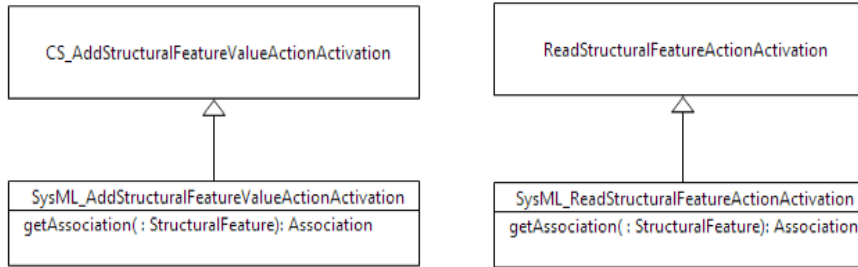 CS_AddStructuralFeatureValueActionActivation
ReadStructuralFeatureActionActivation
SysML_AddStructuralFeatureValueActionActivation
getAssociation( : StructuralFeature): Association
SysML_ReadStructuralFeatureActionActivation
getAssociation( : StructuralFeature): Association